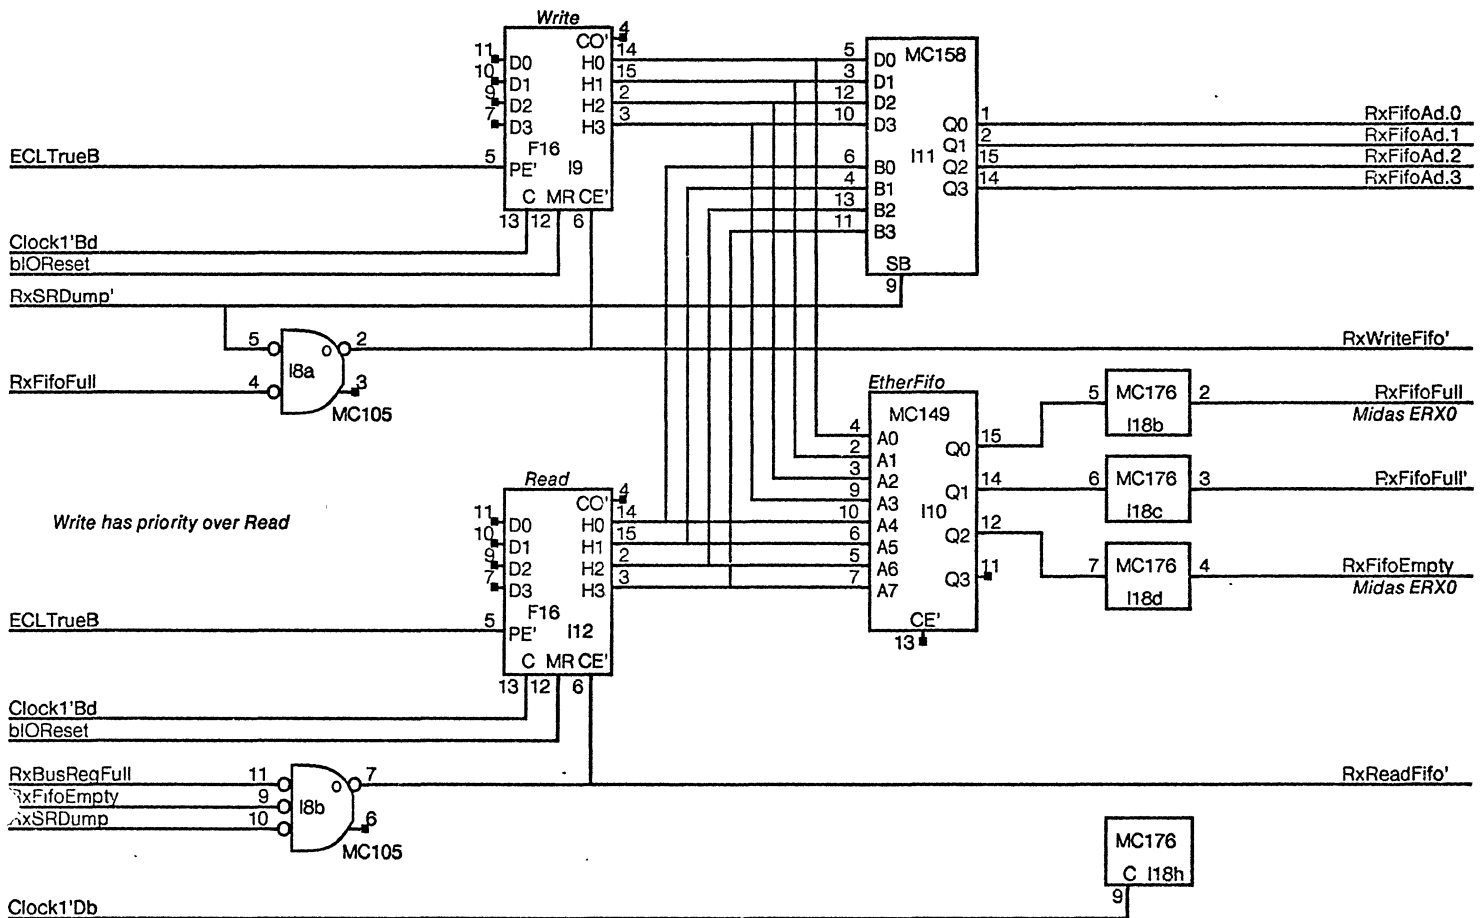 Write
4
CO'
11 D0 H0 14 5 D0 MC158
10 D1 H1 15 3 D1
9 D2 H2 2 12 D2
7 D3 H3 3 10 D3 Q0 1 RxFifoAd.0
Q1 2 RxFifoAd.1
F16 I11
ECLTrueB 5 PE' I9 6 B0 Q2 15 RxFifoAd.2
4 B1 Q3 14 RxFifoAd.3
C MR CE' 13 B2
13 12 6 11 B3
Clock1'Bd
bIOReset SB
9
RxSRDump'
5 2 RxWriteFifo'
I8a
RxFifoFull 4 3
MC105
EtherFifo
MC149
5 MC176 2 RxFifoFull
I18b Midas ERX0
4 A0 Q0 15
2 A1
3 A2
Read
4
CO'
9 A3 Q1 14 6 MC176 3 RxFifoFull'
I10 I18c
Write has priority over Read
11 D0 H0 14 10 A4
10 D1 H1 15 6 A5 Q2 12
9 D2 H2 2 5 A6
7 D3 H3 3 7 A7 Q3 11
7 MC176 4 RxFifoEmpty
I18d Midas ERX0
F16
ECLTrueB 5 PE' I12 CE'
13
C MR CE'
13 12 6
Clock1'Bd
bIOReset
RxBusRegFull 11 7 RxReadFifo'
RxFifoEmpty 9 I8b
RxSRDump 10 6
MC105
MC176
C I18h
9
Clock1'Db